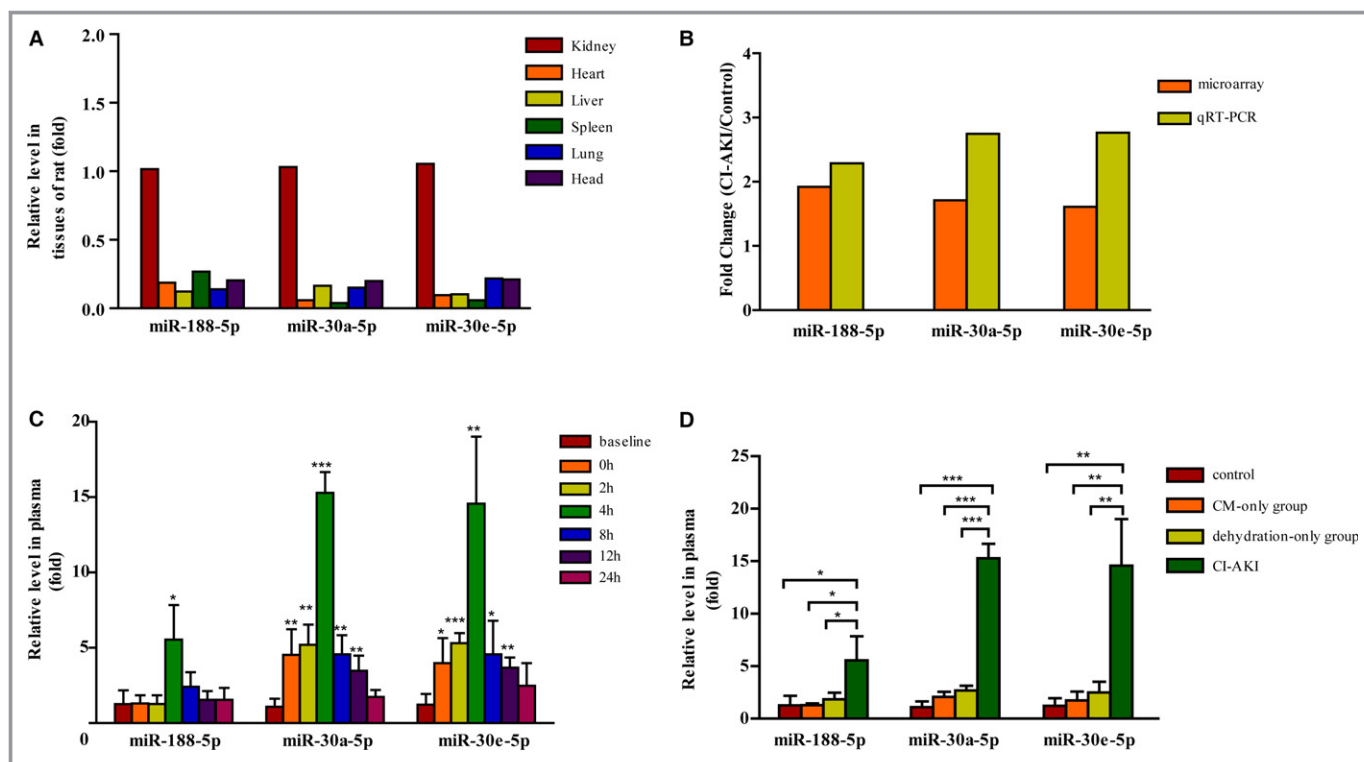 A
Relative level in
tissues of rat (fold)
2.0
1.5
1.0
0.5
0.0
miR-188-5p miR-30a-5p miR-30e-5p
Kidney
Heart
Liver
Spleen
Lung
Head
B
Fold Change (CI-AKI/Control)
4
3
2
1
0
miR-188-5p miR-30a-5p miR-30e-5p
microarray
qRT-PCR
C
Relative level in plasma
(fold)
20
15
10
5
0
* ** ** *** ** ** * *** ** * **
miR-188-5p miR-30a-5p miR-30e-5p
baseline
0h
2h
4h
8h
12h
24h
D
Relative level in plasma
(fold)
25
20
15
10
5
0
* * * *** *** *** ** ** **
miR-188-5p miR-30a-5p miR-30e-5p
control
CM-only group
dehydration-only group
CI-AKI